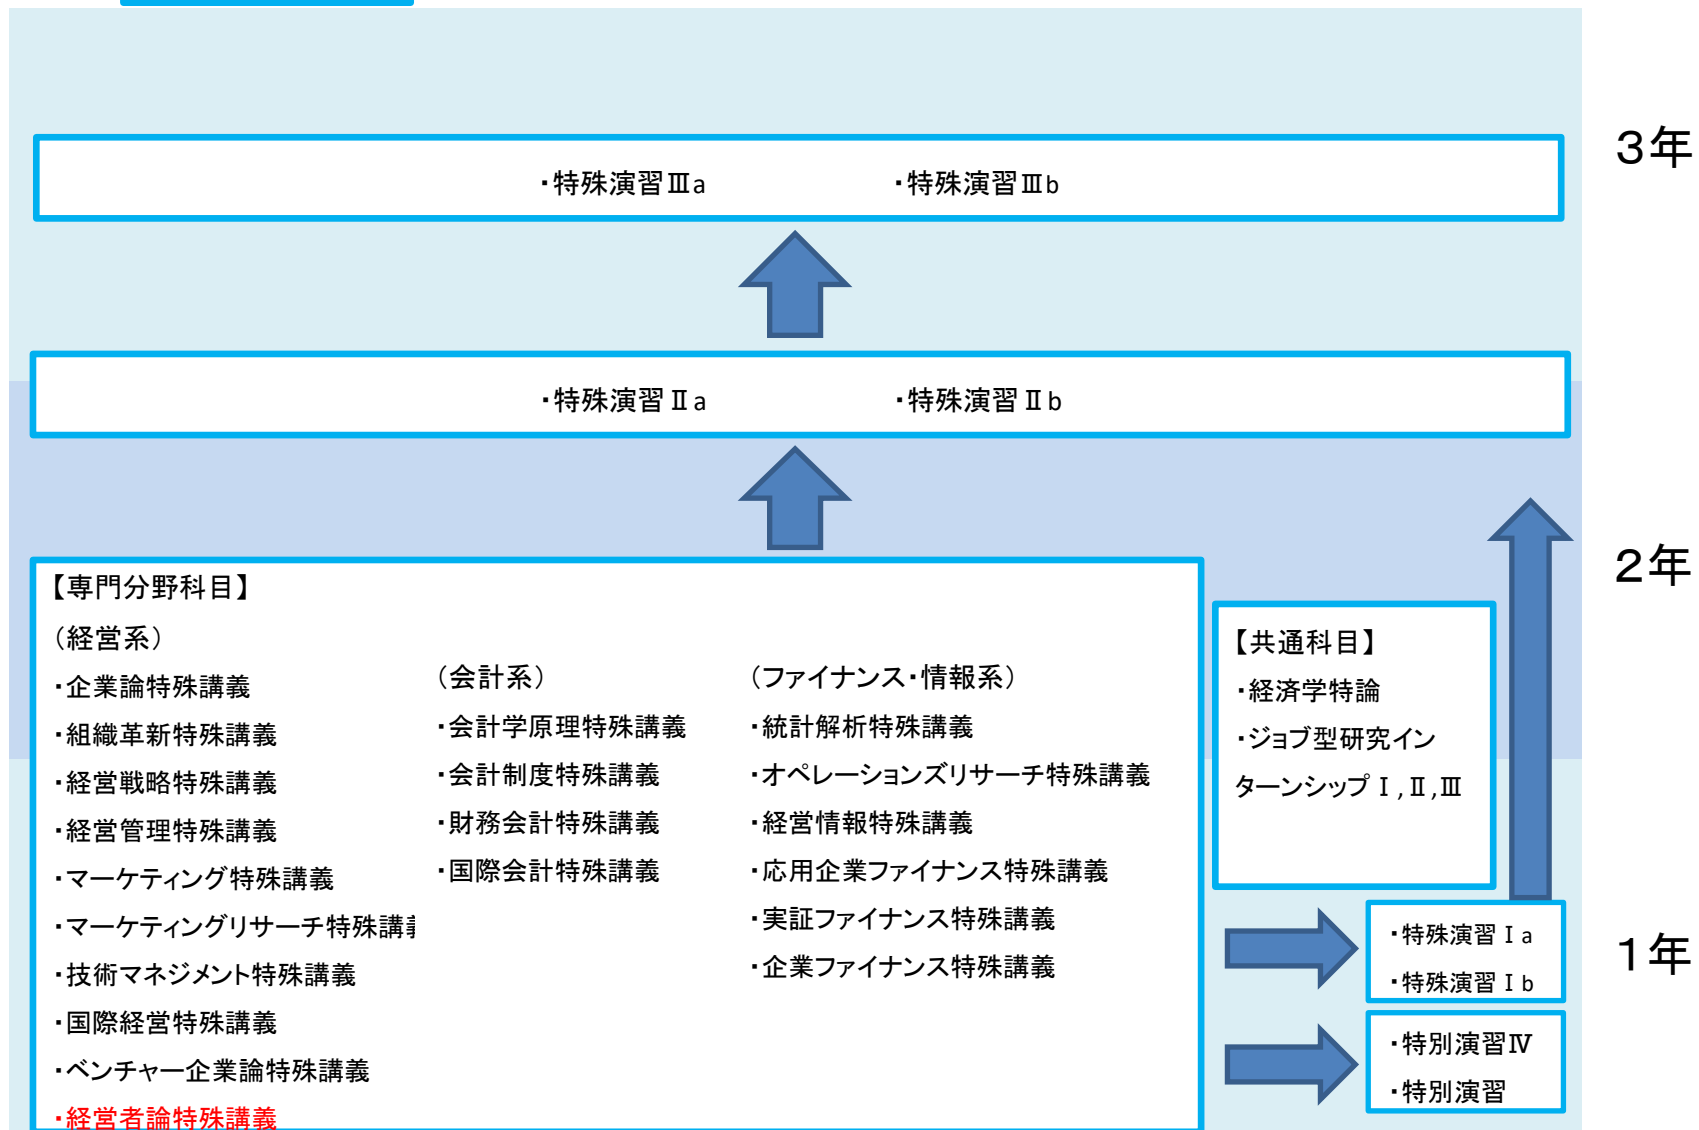 3年
・特殊演習Ⅲa ・特殊演習Ⅲb
・特殊演習Ⅱa ・特殊演習Ⅱb
2年
【専門分野科目】
(経営系)
・企業論特殊講義
・組織革新特殊講義
・経営戦略特殊講義
・経営管理特殊講義
・マーケティング特殊講義
・マーケティングリサーチ特殊講
・技術マネジメント特殊講義
・国際経営特殊講義
・ベンチャー企業論特殊講義
・経営者論特殊講義
(会計系)
・会計学原理特殊講義
・会計制度特殊講義
・財務会計特殊講義
・国際会計特殊講義
(ファイナンス・情報系)
・統計解析特殊講義
・オペレーションズリサーチ特殊講義
・経営情報特殊講義
・応用企業ファイナンス特殊講義
・実証ファイナンス特殊講義
・企業ファイナンス特殊講義
【共通科目】
・経済学特論
・ジョブ型研究イン
ターンシップⅠ,Ⅱ,Ⅲ
1年
・特殊演習Ⅰa
・特殊演習Ⅰb
・特別演習Ⅳ
・特別演習